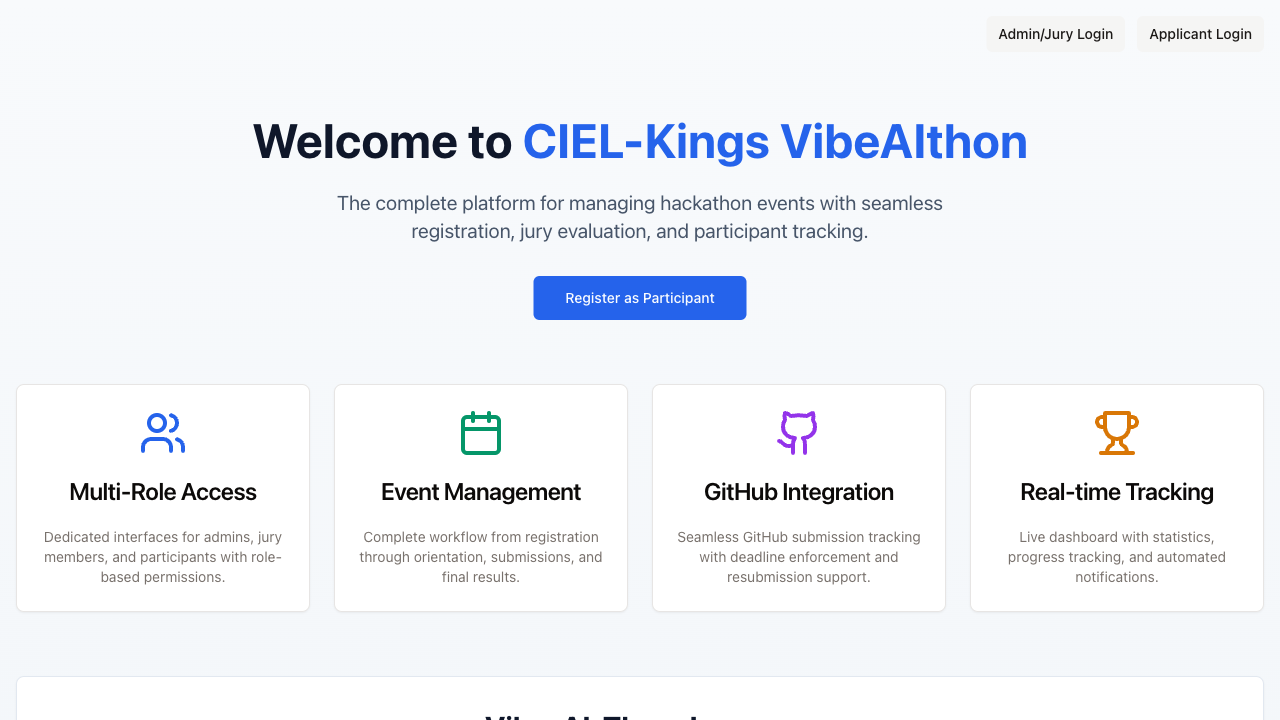 Admin/Jury Login
Applicant Login
Welcome to CIEL-Kings VibeAIthon
The complete platform for managing hackathon events with seamless
registration, jury evaluation, and participant tracking.
Register as Participant
Multi-Role Access
Dedicated interfaces for admins, jury
members, and participants with role-
based permissions.
Event Management
Complete workflow from registration
through orientation, submissions, and
final results.
GitHub Integration
Seamless GitHub submission tracking
with deadline enforcement and
resubmission support.
Real-time Tracking
Live dashboard with statistics,
progress tracking, and automated
notifications.